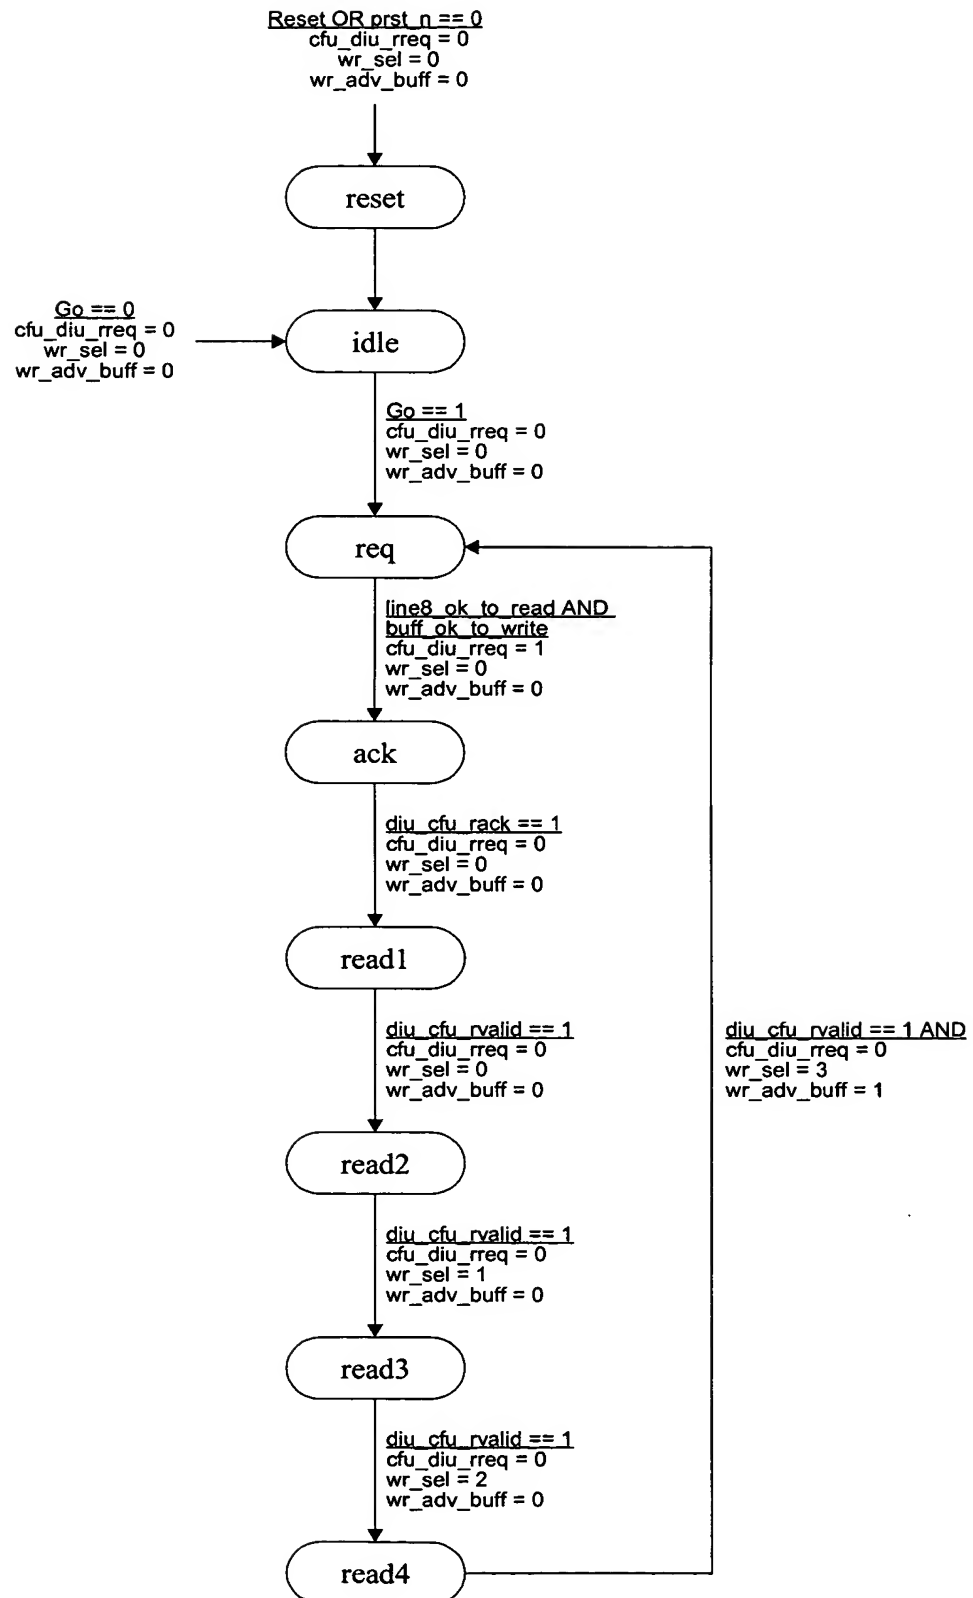 Reset OR prst_n == 0
cfu_diu_rreq = 0
wr_sel = 0
wr_adv_buff = 0
reset
Go == 0
cfu_diu_rreq = 0
wr_sel = 0
wr_adv_buff = 0
idle
Go == 1
cfu_diu_rreq = 0
wr_sel = 0
wr_adv_buff = 0
req
line8_ok_to_read AND
buff_ok_to_write
cfu_diu_rreq = 1
wr_sel = 0
wr_adv_buff = 0
ack
diu_cfu_rack == 1
cfu_diu_rreq = 0
wr_sel = 0
wr_adv_buff = 0
read1
diu_cfu_rvalid == 1
cfu_diu_rreq = 0
wr_sel = 0
wr_adv_buff = 0
diu_cfu_rvalid == 1 AND
cfu_diu_rreq = 0
wr_sel = 3
wr_adv_buff = 1
read2
diu_cfu_rvalid == 1
cfu_diu_rreq = 0
wr_sel = 1
wr_adv_buff = 0
read3
diu_cfu_rvalid == 1
cfu_diu_rreq = 0
wr_sel = 2
wr_adv_buff = 0
read4